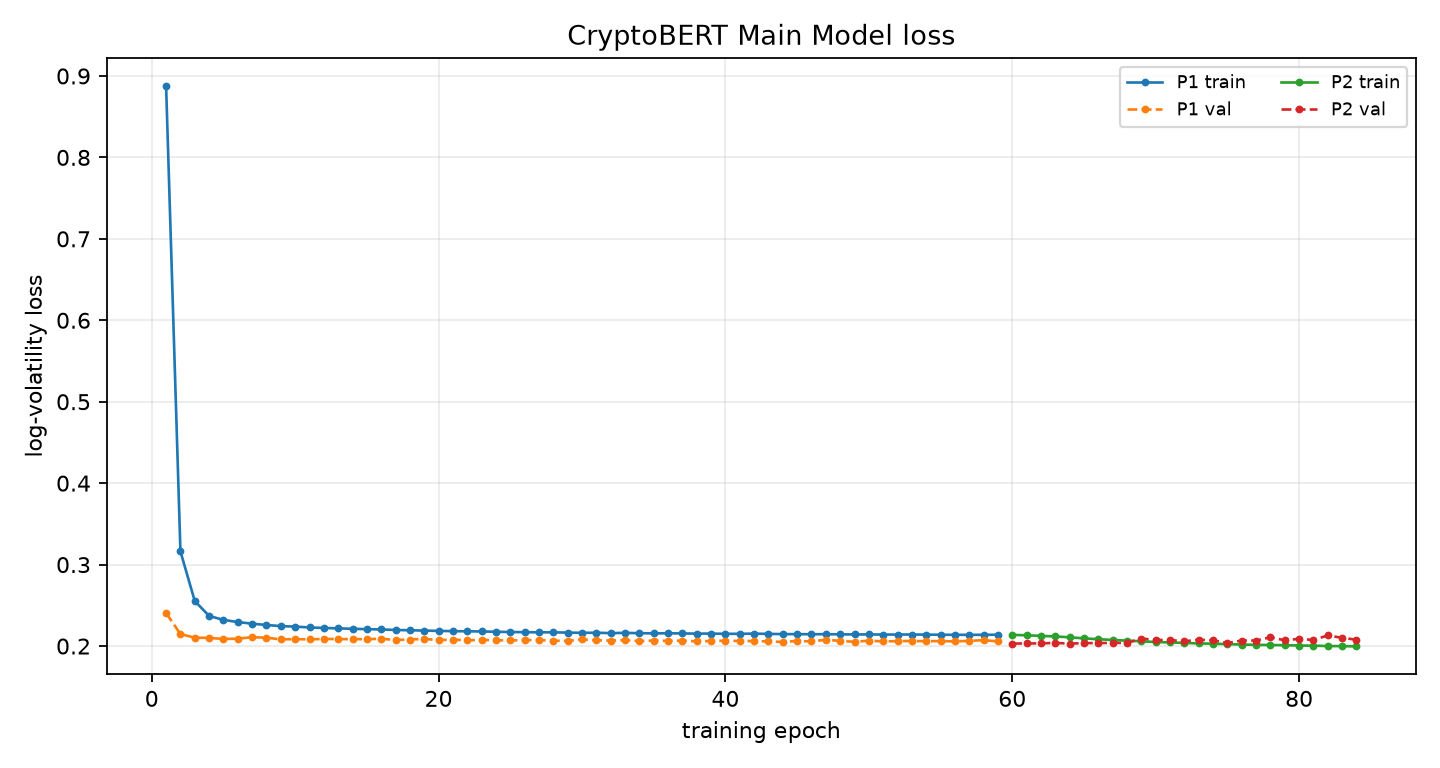 CryptoBERT Main Model loss
0.9
0.8
0.7
0.6
0.5
0.4
0.3
0.2
log-volatility loss
P1 train
P1 val
P2 train
P2 val
0 20 40 60 80
training epoch